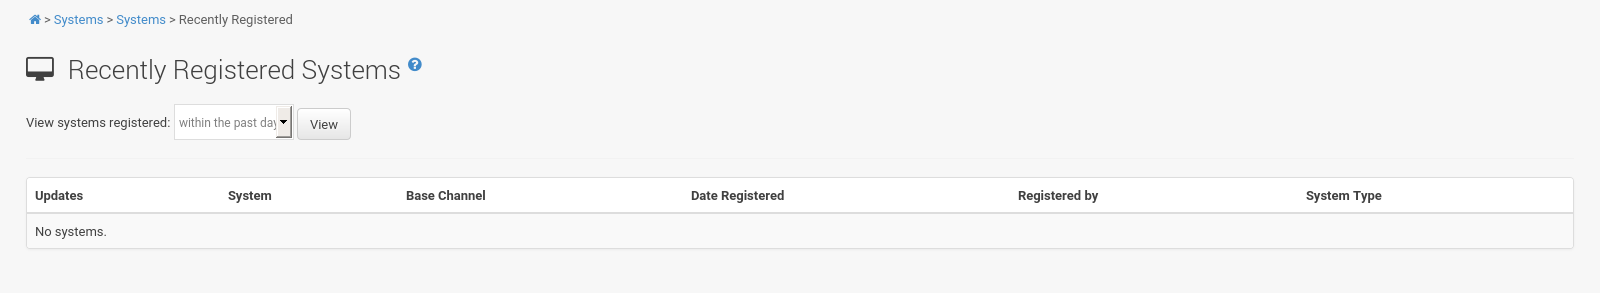 > Systems > Systems > Recently Registered
Recently Registered Systems ?
View systems registered: within the past day View
Updates System Base Channel Date Registered Registered by System Type
No systems.